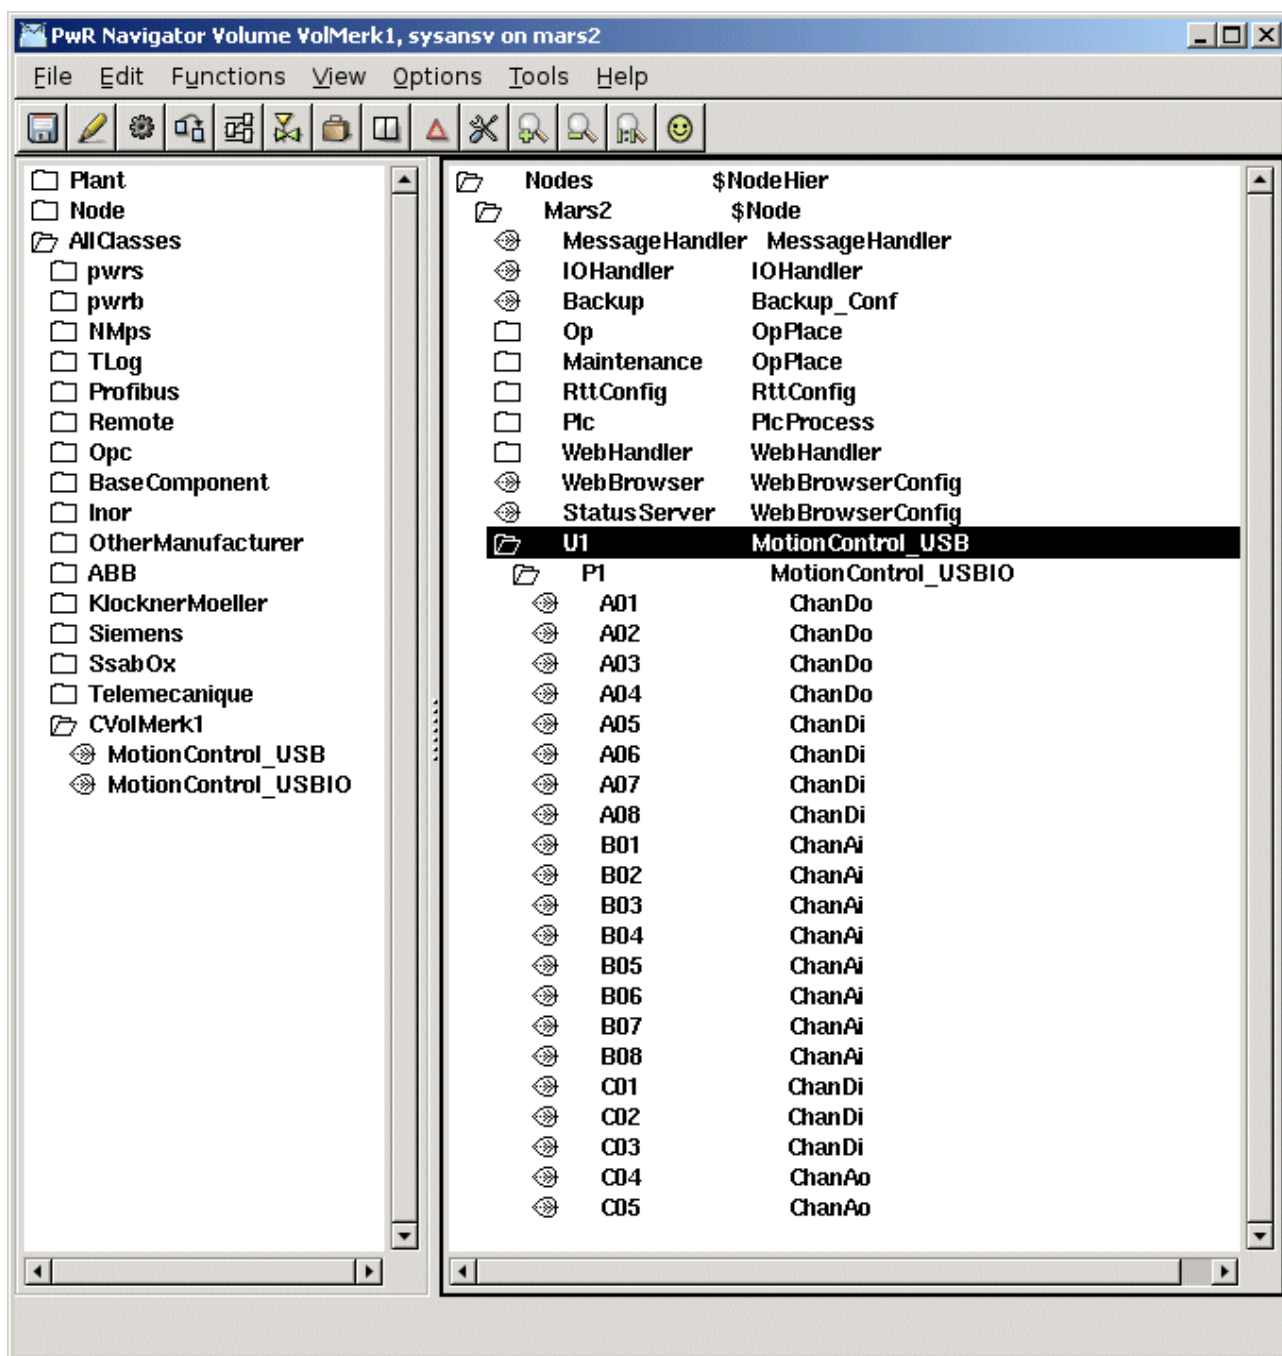 PwR Navigator Volume VolMerk1, sysansv on mars2
File Edit Functions View Options Tools Help
Plant
Node
AllClasses
pwrs
pwrb
NMps
TLog
Profibus
Remote
Opc
BaseComponent
Inor
OtherManufacturer
ABB
KlocknerMoeller
Siemens
SsabOx
Telemecanique
CVolMerk1
MotionControl_USB
MotionControl_USBIO
Nodes $NodeHier
Mars2 $Node
MessageHandler MessageHandler
IOHandler IOHandler
Backup Backup_Conf
Op OpPlace
Maintenance OpPlace
RttConfig RttConfig
Plc PlcProcess
WebHandler WebHandler
WebBrowser WebBrowserConfig
StatusServer WebBrowserConfig
U1 MotionControl_USB
P1 MotionControl_USBIO
A01 ChanDo
A02 ChanDo
A03 ChanDo
A04 ChanDo
A05 ChanDi
A06 ChanDi
A07 ChanDi
A08 ChanDi
B01 ChanAi
B02 ChanAi
B03 ChanAi
B04 ChanAi
B05 ChanAi
B06 ChanAi
B07 ChanAi
B08 ChanAi
C01 ChanDi
C02 ChanDi
C03 ChanDi
C04 ChanAo
C05 ChanAo